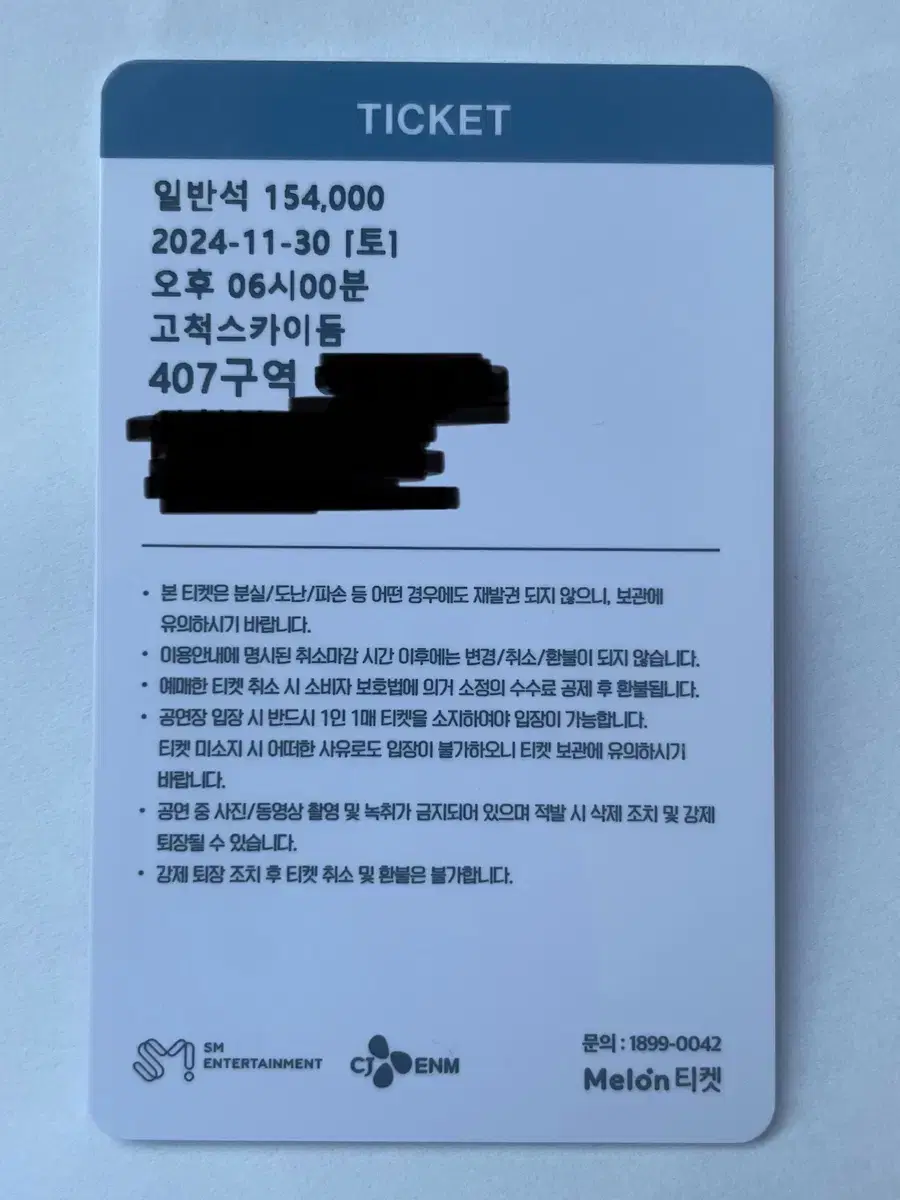 TICKET
일반석 154,000
2024-11-30 [토]
오후 06시00분
고척스카이돔
407구역
• 본 티켓은 분실/도난/파손 등 어떤 경우에도 재발권 되지 않으니, 보관에
유의하시기 바랍니다.
• 이용안내에 명시된 취소마감 시간 이후에는 변경/취소/환불이 되지 않습니다.
• 예매한 티켓 취소 시 소비자 보호법에 의거 소정의 수수료 공제 후 환불됩니다.
• 공연장 입장 시 반드시 1인 1매 티켓을 소지하여야 입장이 가능합니다.
티켓 미소지 시 어떠한 사유로도 입장이 불가하오니 티켓 보관에 유의하시기
바랍니다.
• 공연 중 사진/동영상 촬영 및 녹취가 금지되어 있으며 적발 시 삭제 조치 및 강제
퇴장될 수 있습니다.
• 강제 퇴장 조치 후 티켓 취소 및 환불은 불가합니다.
SM
ENTERTAINMENT
CJ ENM
문의 : 1899-0042
Melon 티켓